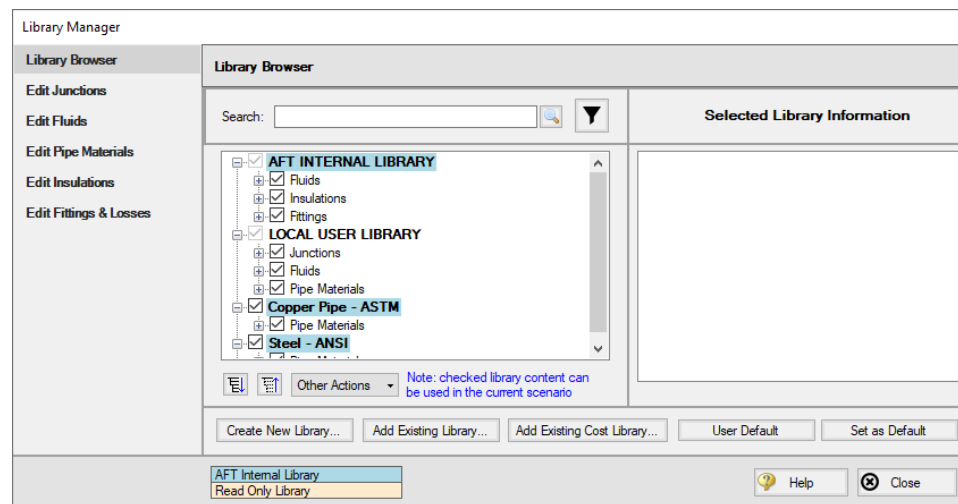 Library Manager
Library Browser
Edit Junctions
Edit Fluids
Edit Pipe Materials
Edit Insulations
Edit Fittings & Losses
Library Browser
Search:
Selected Library Information
AFT INTERNAL LIBRARY
Fluids
Insulations
Fittings
LOCAL USER LIBRARY
Junctions
Fluids
Pipe Materials
Copper Pipe - ASTM
Pipe Materials
Steel - ANSI
Other Actions
Note: checked library content can
be used in the current scenario
Create New Library...
Add Existing Library...
Add Existing Cost Library...
User Default
Set as Default
AFT Internal Library
Read Only Library
Help
Close